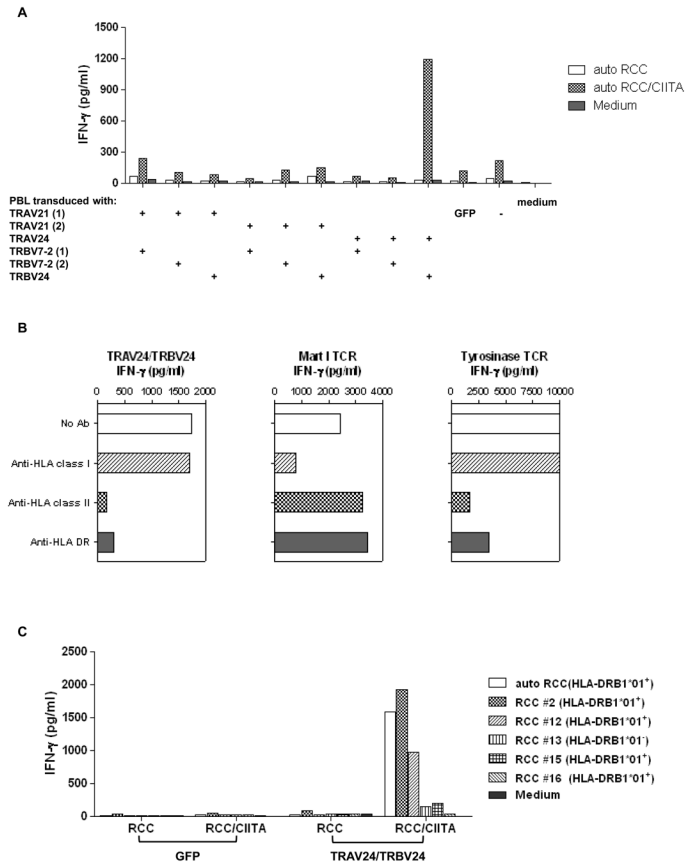 A
IFN-γ (pg/ml)
1500
1200
900
600
300
0
auto RCC
auto RCC/CIITA
Medium
PBL transduced with:
medium
TRAV21 (1) + + + GFP -
TRAV21 (2) + + +
TRAV24 + + +
TRBV7-2 (1) + + +
TRBV7-2 (2) + + +
TRBV24 + + +
B
TRAV24/TRBV24
IFN-γ (pg/ml)
0 500 1000 1500 2000
Mart I TCR
IFN-γ (pg/ml)
0 1000 2000 3000 4000
Tyrosinase TCR
IFN-γ (pg/ml)
0 2500 5000 7500 10000
No Ab
Anti-HLA class I
Anti-HLA class II
Anti-HLA DR
C
IFN-γ (pg/ml)
2500
2000
1500
1000
500
0
RCC RCC/CIITA RCC RCC/CIITA
GFP TRAV24/TRBV24
auto RCC(HLA-DRB1*01+)
RCC #2 (HLA-DRB1*01+)
RCC #12 (HLA-DRB1*01+)
RCC #13 (HLA-DRB1*01-)
RCC #15 (HLA-DRB1*01+)
RCC #16 (HLA-DRB1*01+)
Medium